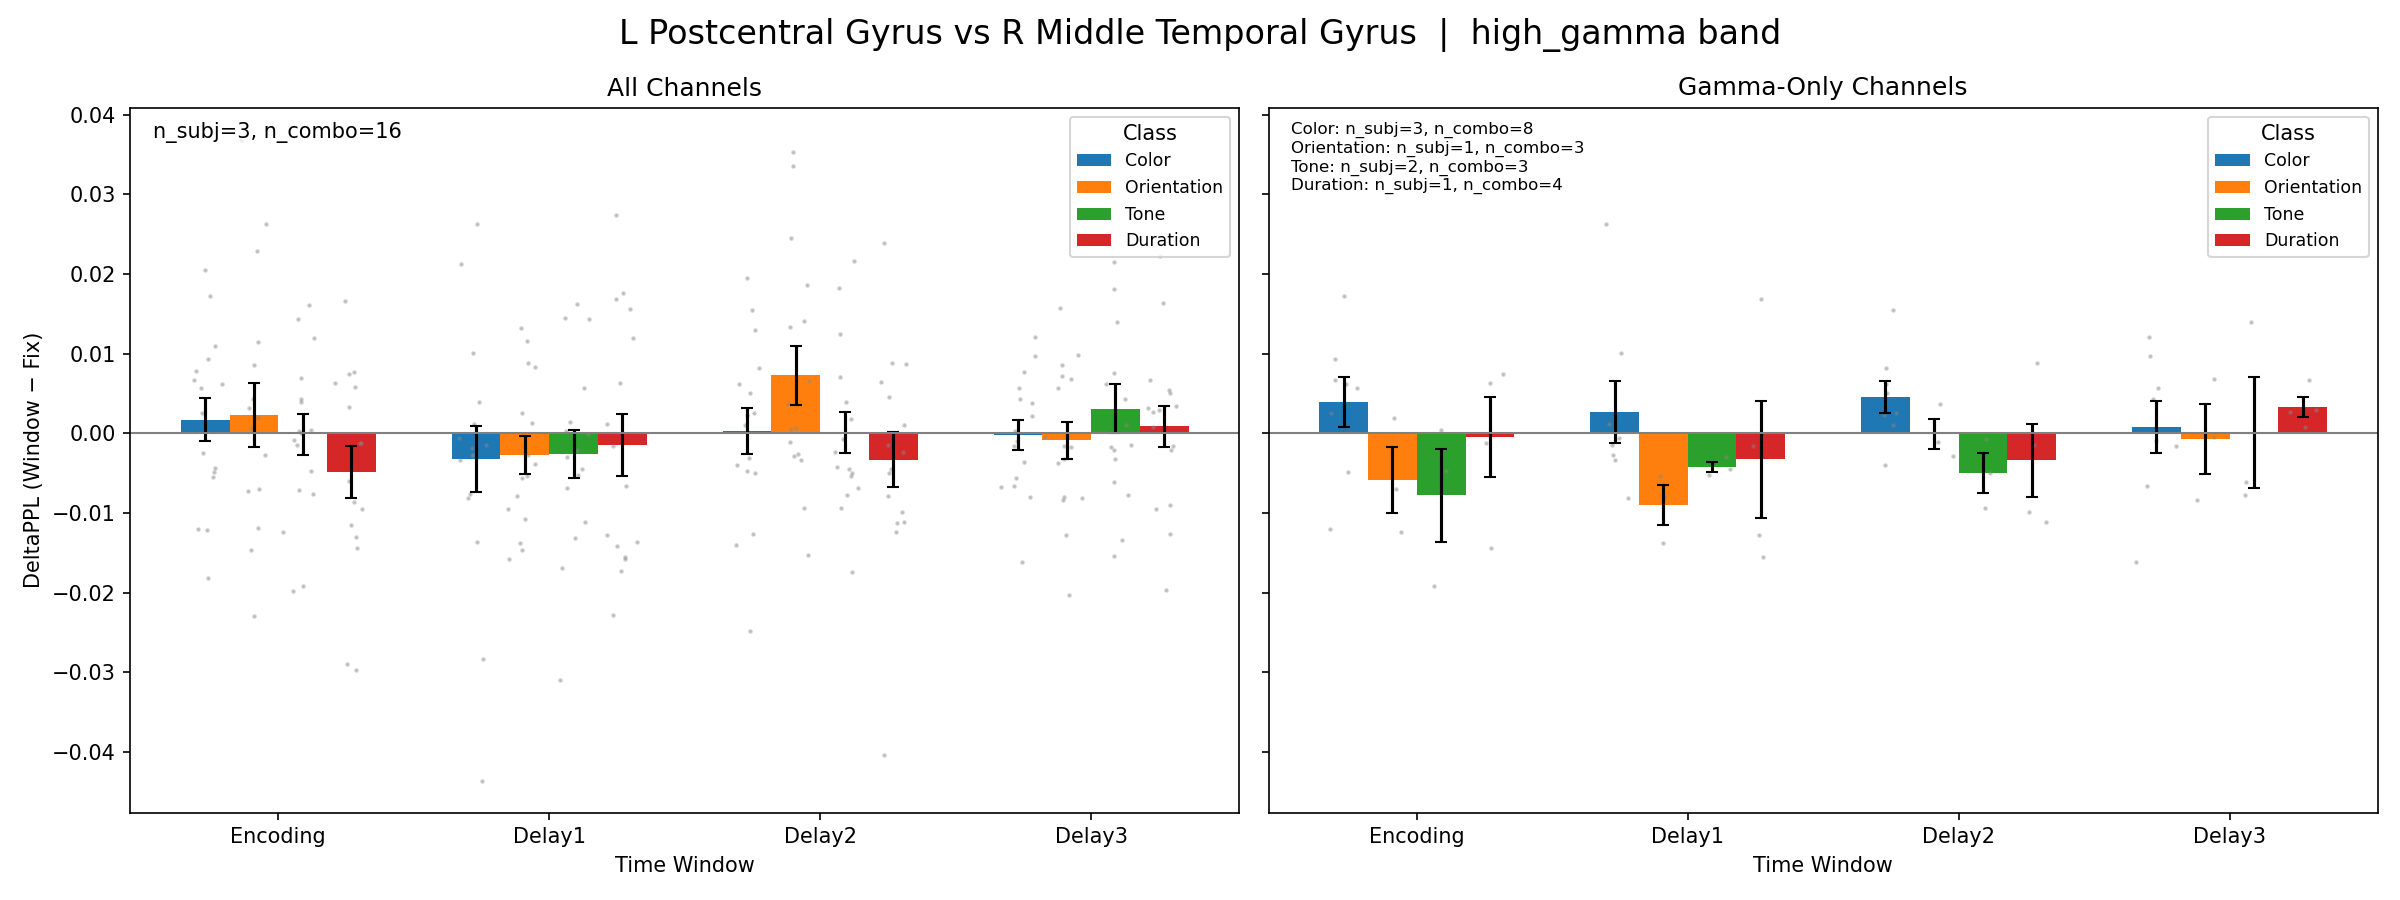 L Postcentral Gyrus vs R Middle Temporal Gyrus | high_gamma band
All Channels
n_subj=3, n_combo=16
Class
Color
Orientation
Tone
Duration
0.04
0.03
0.02
0.01
0.00
−0.01
−0.02
−0.03
−0.04
DeltaPPL (Window − Fix)
Encoding
Delay1
Delay2
Delay3
Time Window
Gamma-Only Channels
Color: n_subj=3, n_combo=8
Orientation: n_subj=1, n_combo=3
Tone: n_subj=2, n_combo=3
Duration: n_subj=1, n_combo=4
Class
Color
Orientation
Tone
Duration
Encoding
Delay1
Delay2
Delay3
Time Window